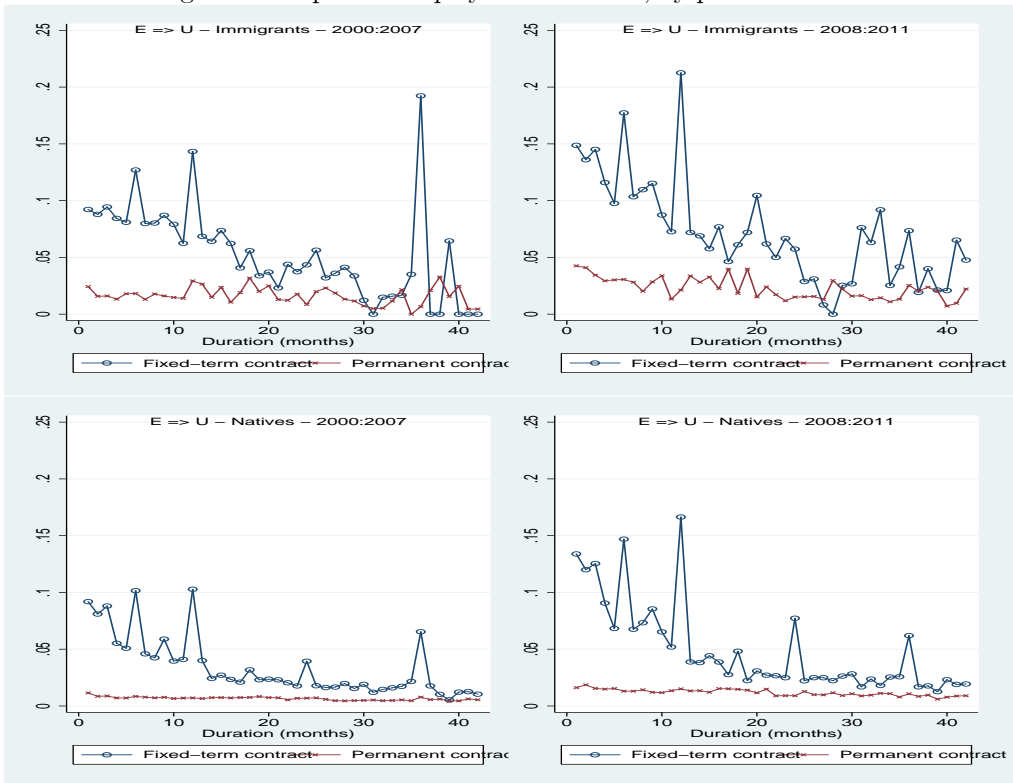 E => U − Immigrants − 2000:2007
.25
.2
.15
.1
.05
0
0 10 20 30 40
Duration (months)
Fixed−term contract Permanent contrac
E => U − Immigrants − 2008:2011
.25
.2
.15
.1
.05
0
0 10 20 30 40
Duration (months)
Fixed−term contract Permanent contract
E => U − Natives − 2000:2007
.25
.2
.15
.1
.05
0
0 10 20 30 40
Duration (months)
Fixed−term contract Permanent contrac
E => U − Natives − 2008:2011
.25
.2
.15
.1
.05
0
0 10 20 30 40
Duration (months)
Fixed−term contract Permanent contract